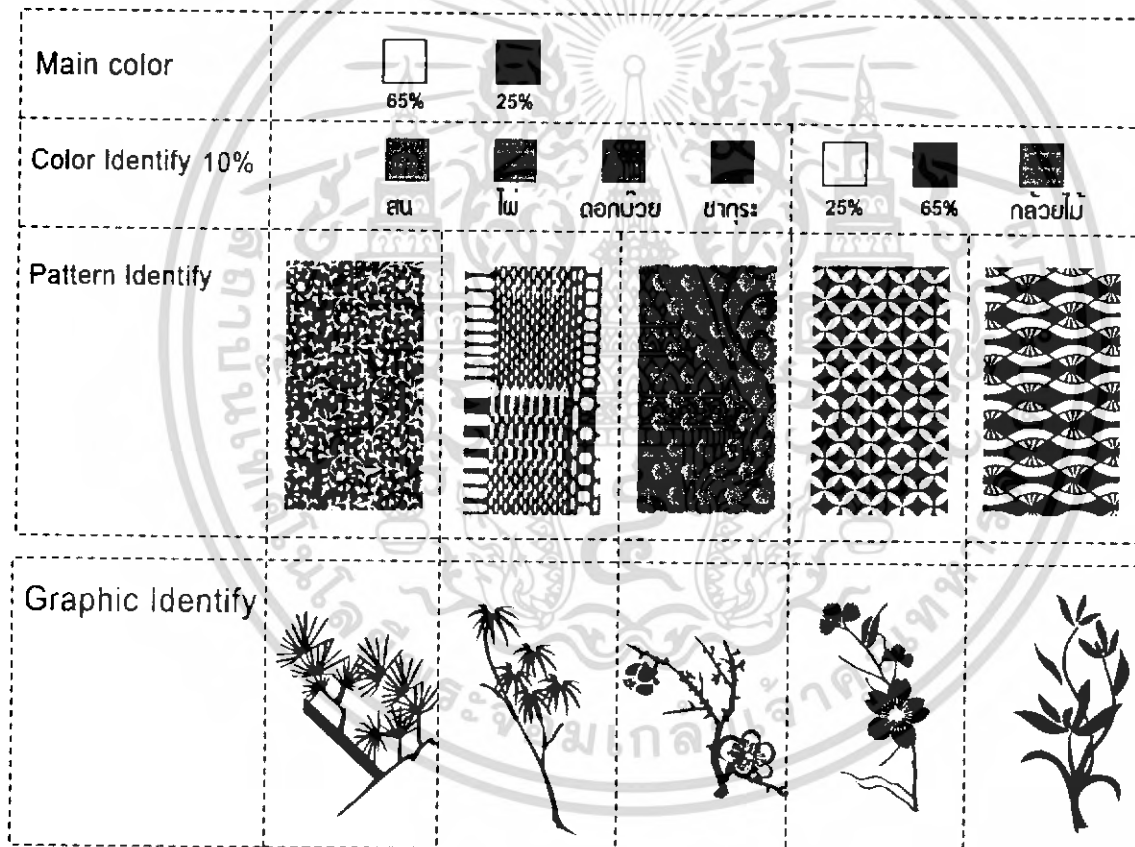 Main color
65% 25%
Color Identify 10%
สน ไผ่ ดอกบ๊วย ซากุระ 25% 65% กล้วยไม้
Pattern Identify
Graphic Identify